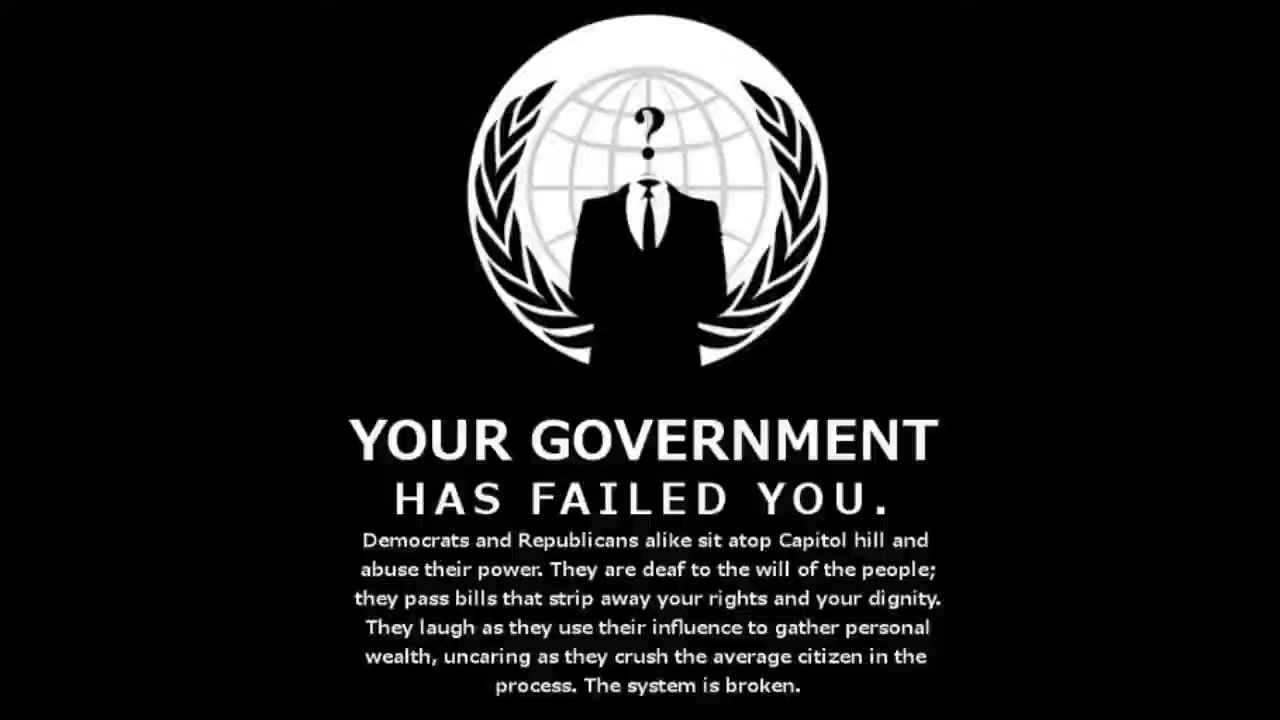 ?
YOUR GOVERNMENT
HAS FAILED YOU.
Democrats and Republicans alike sit atop Capitol hill and
abuse their power. They are deaf to the will of the people;
they pass bills that strip away your rights and your dignity.
They laugh as they use their influence to gather personal
wealth, uncaring as they crush the average citizen in the
process. The system is broken.